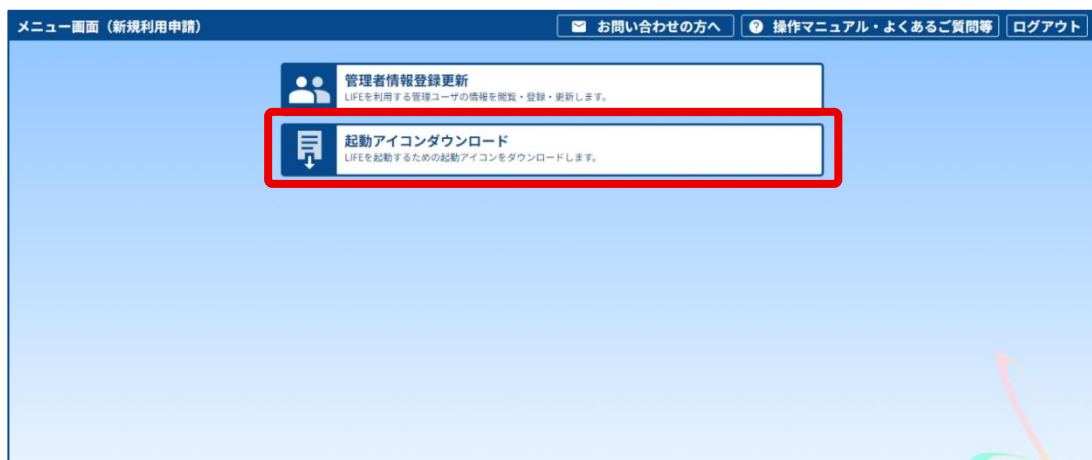 メニュー画面（新規利用申請）
お問い合わせの方へ
操作マニュアル・よくあるご質問等
ログアウト
管理者情報登録更新
LIFEを利用する管理ユーザの情報を閲覧・登録・更新します。
起動アイコンダウンロード
LIFEを起動するための起動アイコンをダウンロードします。